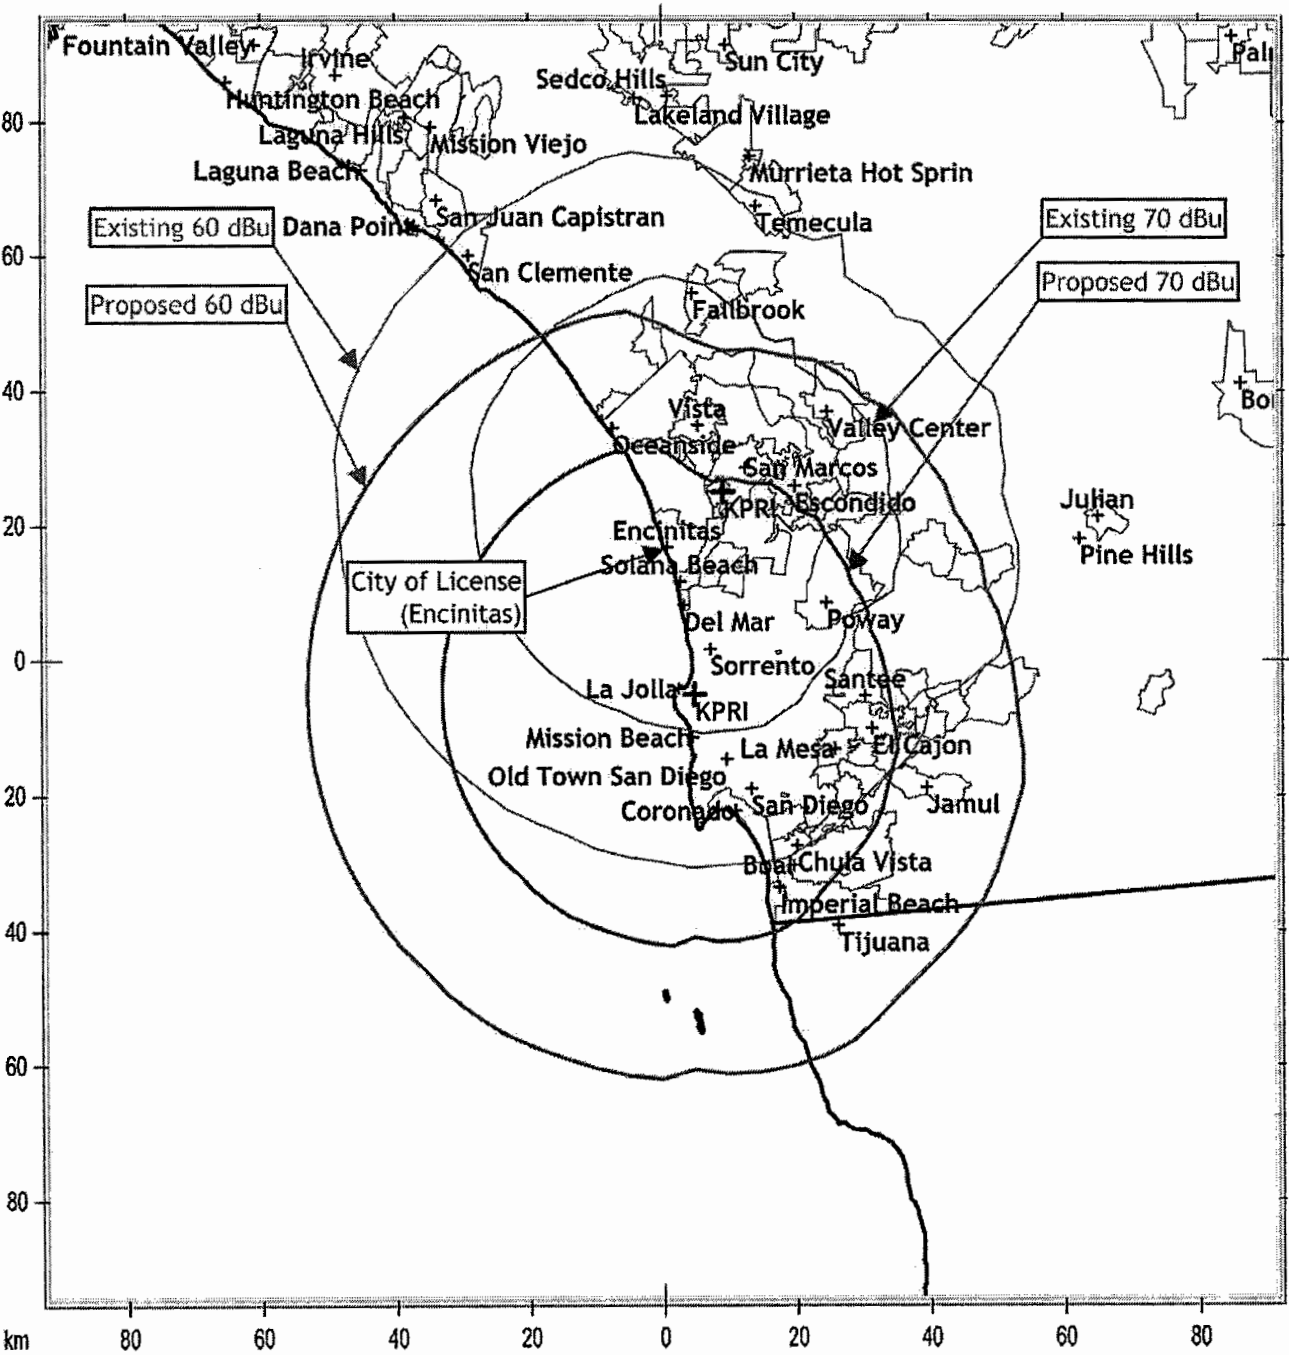 Fountain Valley
Irvine
Sun City
Sedco Hills
Huntington Beach
Lakeland Village
80
Laguna Hills
Mission Viejo
Laguna Beach
Murrieta Hot Sprin
Existing 60 dBu
Dana Point
San Juan Capistran
Temecula
Existing 70 dBu
60
San Clemente
Proposed 70 dBu
Proposed 60 dBu
Fallbrook
40
Vista
Valley Center
Oceanside
San Marcos
Julian
KPRI
Escondido
20
Encinitas
Pine Hills
Solana Beach
City of License
(Encinitas)
Del Mar
Poway
0
Sorrento
La Jolla
Santee
KPRI
Mission Beach
La Mesa
El Cajon
Old Town San Diego
20
Coronado
San Diego
Jamul
Chula Vista
Imperial Beach
40
Tijuana
60
80
km
80
60
40
20
0
20
40
60
80